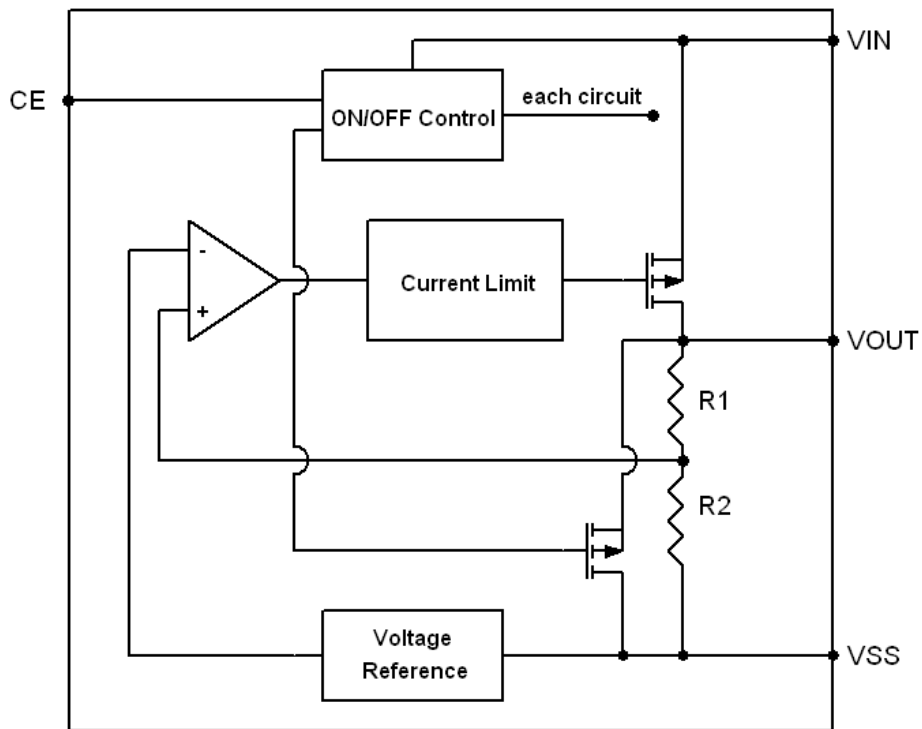 VIN
CE
each circuit
ON/OFF Control
-
Current Limit
+
VOUT
R1
R2
Voltage
Reference
VSS